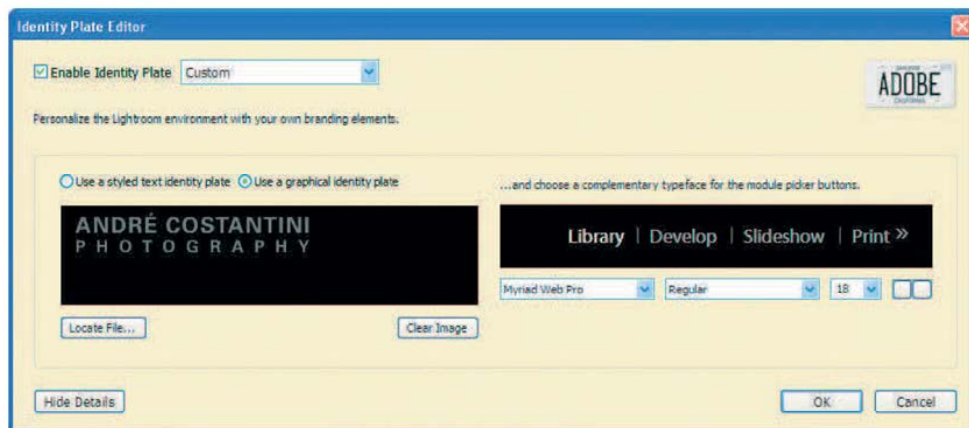 Identity Plate Editor
Enable Identity Plate Custom
ADOBE
CALIFORNIA
Personalize the Lightroom environment with your own branding elements.
Use a styled text identity plate Use a graphical identity plate
...and choose a complementary typeface for the module picker buttons.
ANDRÉ COSTANTINI
PHOTOGRAPHY
Library | Develop | Slideshow | Print »
Myriad Web Pro Regular 18
Locate File... Clear Image
Hide Details OK Cancel